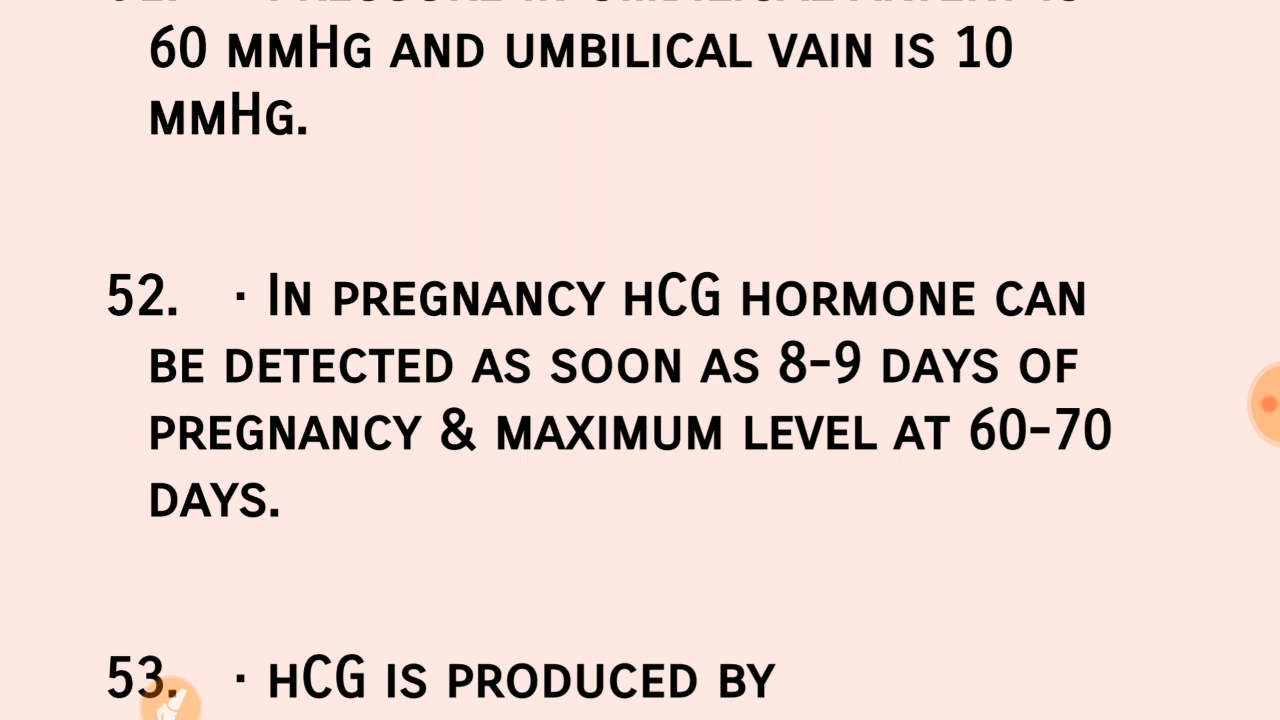 60 mmHg and umbilical vain is 10
mmHg.
52. · In pregnancy hCG hormone can
be detected as soon as 8-9 days of
pregnancy & maximum level at 60-70
days.
53. · hCG is produced by